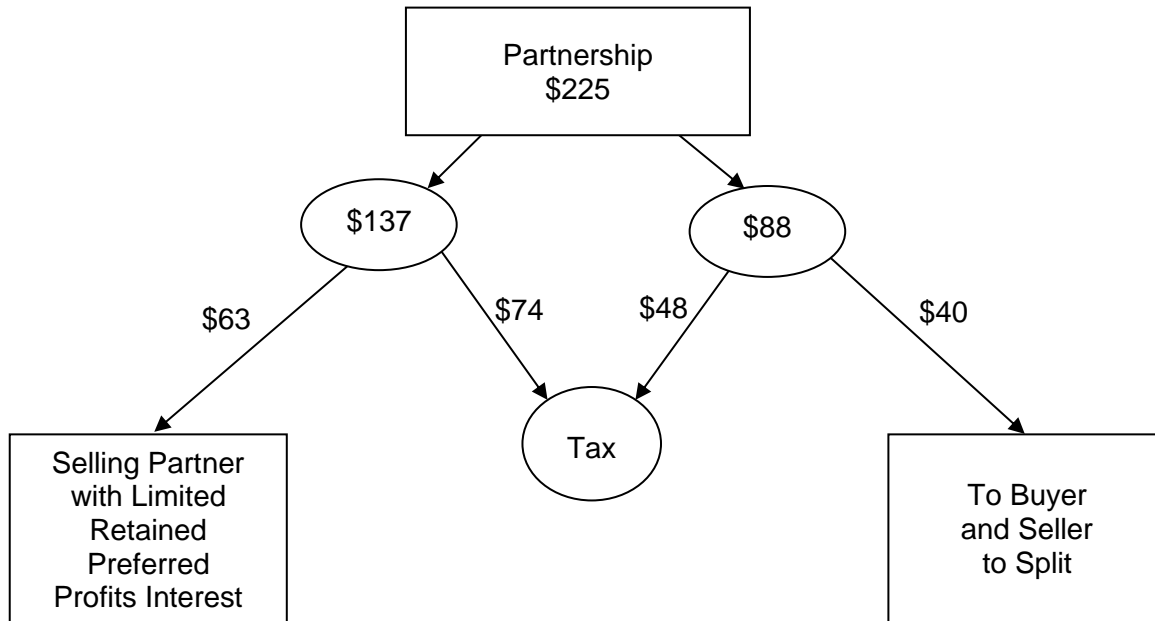 Partnership
$225
$137
$88
$63
$74
$48
$40
Selling Partner
with Limited
Retained
Preferred
Profits Interest
Tax
To Buyer
and Seller
to Split